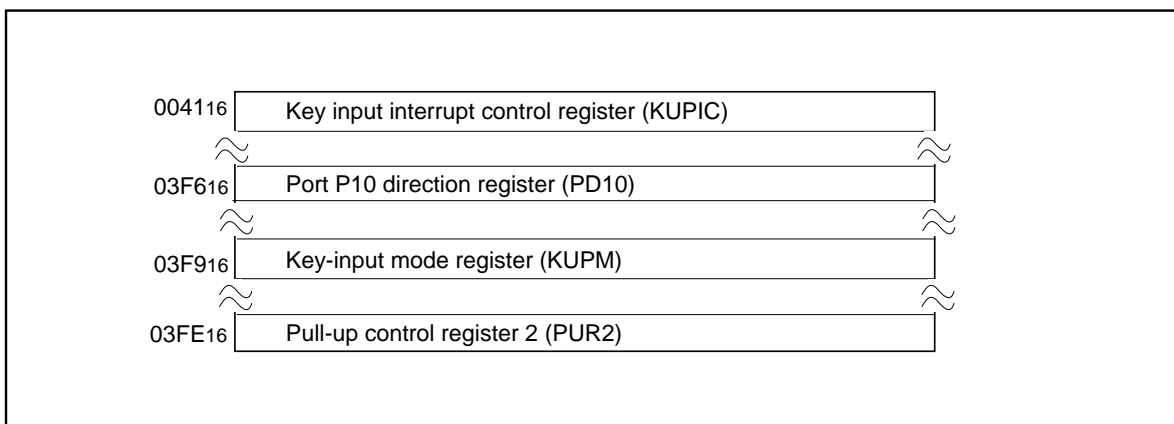 0041₁₆ Key input interrupt control register (KUPIC)
03F6₁₆ Port P10 direction register (PD10)
03F9₁₆ Key-input mode register (KUPM)
03FE₁₆ Pull-up control register 2 (PUR2)